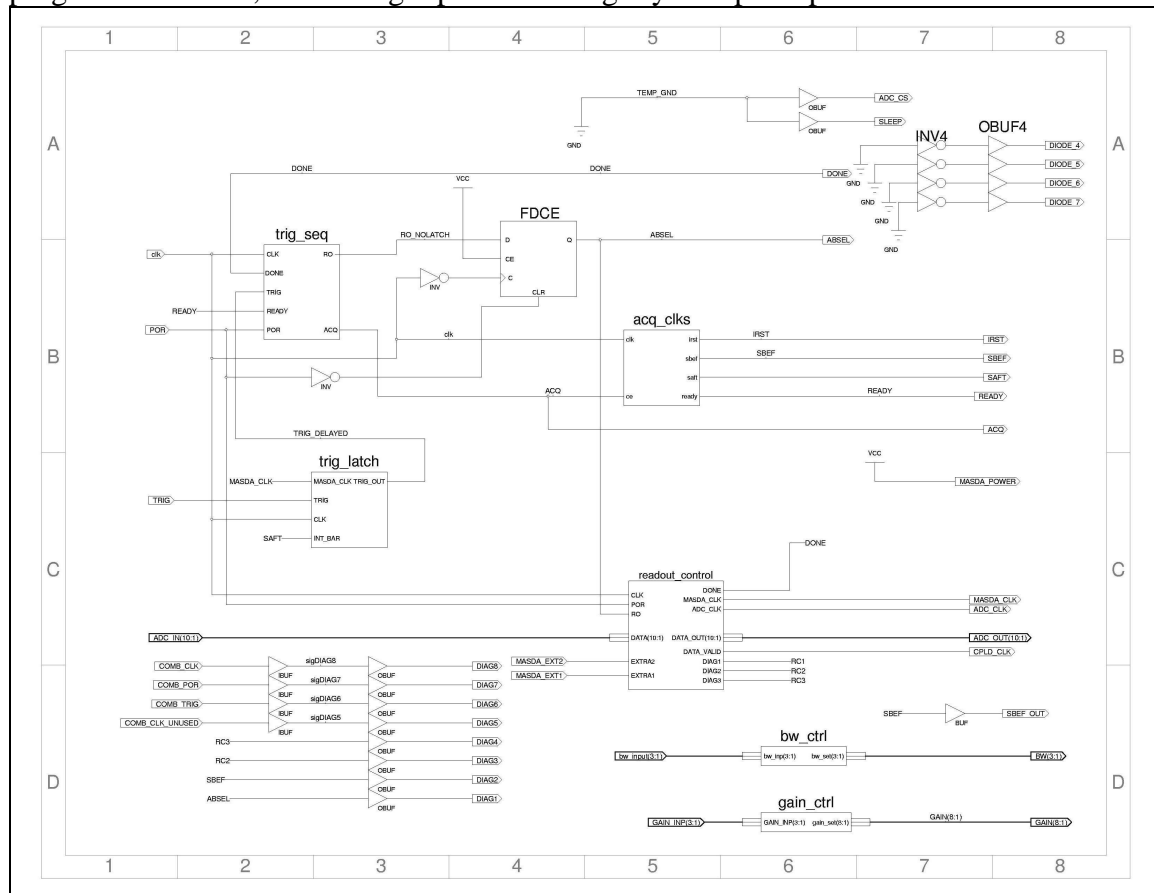 1 2 3 4 5 6 7 8
TEMP_GND
OBUF
ADC_CS
OBUF
SLEEP
GND
INV4
OBUF4
A
A
DIODE_4
DIODE_5
DIODE_6
DIODE_7
GND
GND
GND
GND
DONE
DONE
DONE
VCC
FDCE
trig_seq
RO_NOLATCH
D
Q
ABSEL
ABSEL
clk
CLK
RO
CE
DONE
INV
C
TRIG
CLR
READY
READY
POR
POR
ACQ
acq_clks
B
B
clk
clk
irst
IRST
IRST
sbef
SBEF
SBEF
INV
saft
SAFT
ACQ
ce
ready
READY
READY
ACQ
TRIG_DELAYED
trig_latch
VCC
MASDA_CLK
MASDA_CLK TRIG_OUT
MASDA_POWER
TRIG
TRIG
CLK
SAFT
INT_BAR
DONE
C
C
readout_control
CLK
DONE
POR
MASDA_CLK
MASDA_CLK
RO
ADC_CLK
ADC_CLK
ADC_IN(10:1)
DATA(10:1)
DATA_OUT(10:1)
ADC_OUT(10:1)
DATA_VALID
CPLD_CLK
MASDA_EXT2
EXTRA2
DIAG1
RC1
DIAG2
RC2
MASDA_EXT1
EXTRA1
DIAG3
RC3
COMB_CLK
IBUF
sigDIAG8
OBUF
DIAG8
COMB_POR
IBUF
sigDIAG7
OBUF
DIAG7
COMB_TRIG
IBUF
sigDIAG6
OBUF
DIAG6
COMB_CLK_UNUSED
IBUF
sigDIAG5
OBUF
DIAG5
RC3
OBUF
DIAG4
RC2
OBUF
DIAG3
SBEF
OBUF
DIAG2
ABSEL
OBUF
DIAG1
SBEF
BUF
SBEF_OUT
D
D
bw_ctrl
bw_input(3:1)
bw_inp(3:1)
bw_set(3:1)
BW(3:1)
gain_ctrl
GAIN_INP(3:1)
GAIN_INP(3:1)
gain_set(8:1)
GAIN(8:1)
GAIN(8:1)
1 2 3 4 5 6 7 8